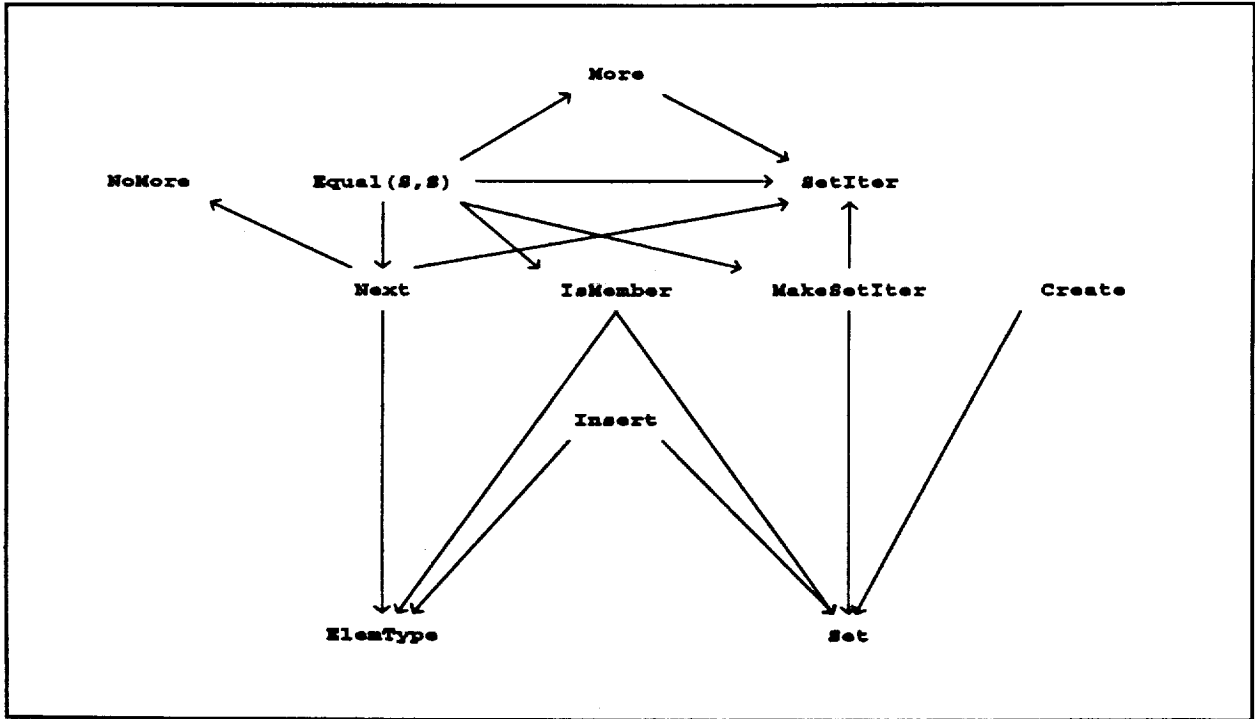 More
NoMore Equal(S,S) SetIter
Next IsMember MakeSetIter Create
Insert
ElemType Set